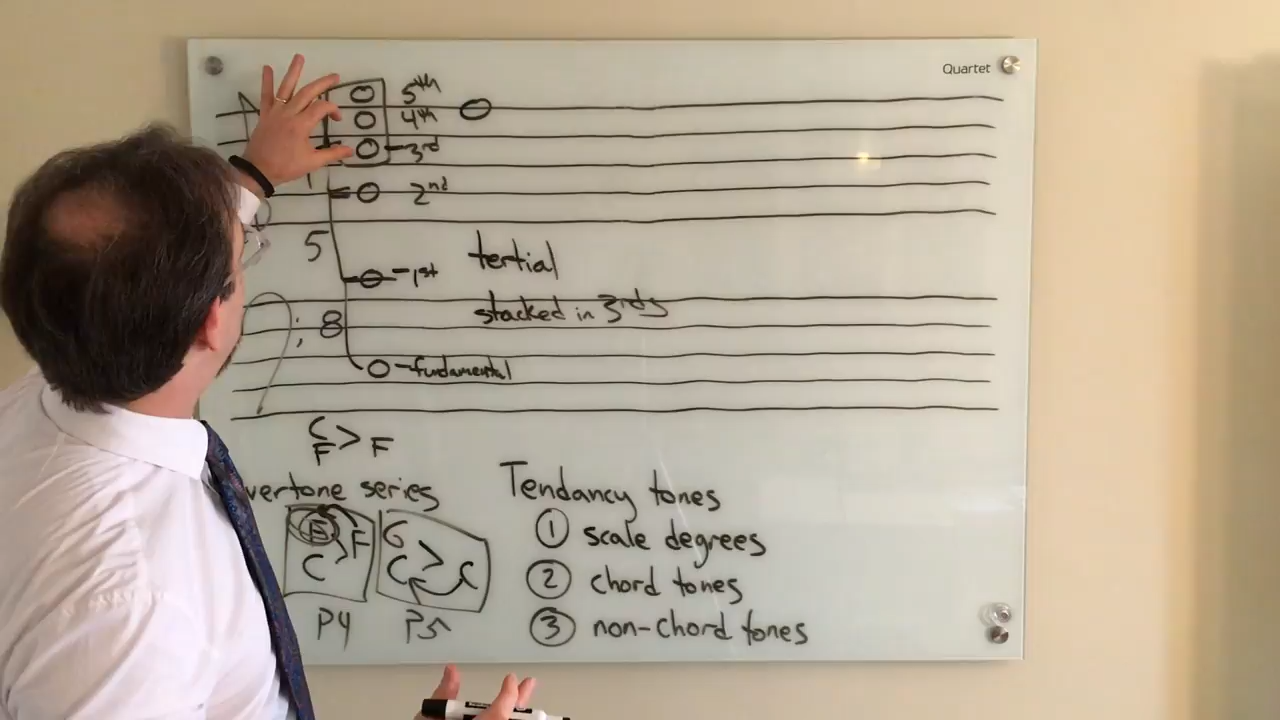 Quartet
5th
4th
3rd
2nd
5
1st
tertial
stacked in 3rds
8
fundamental
C
F > F
vertone series
Tendancy tones
F
G
C
C > C
P4
P5
1 scale degrees
2 chord tones
3 non-chord tones